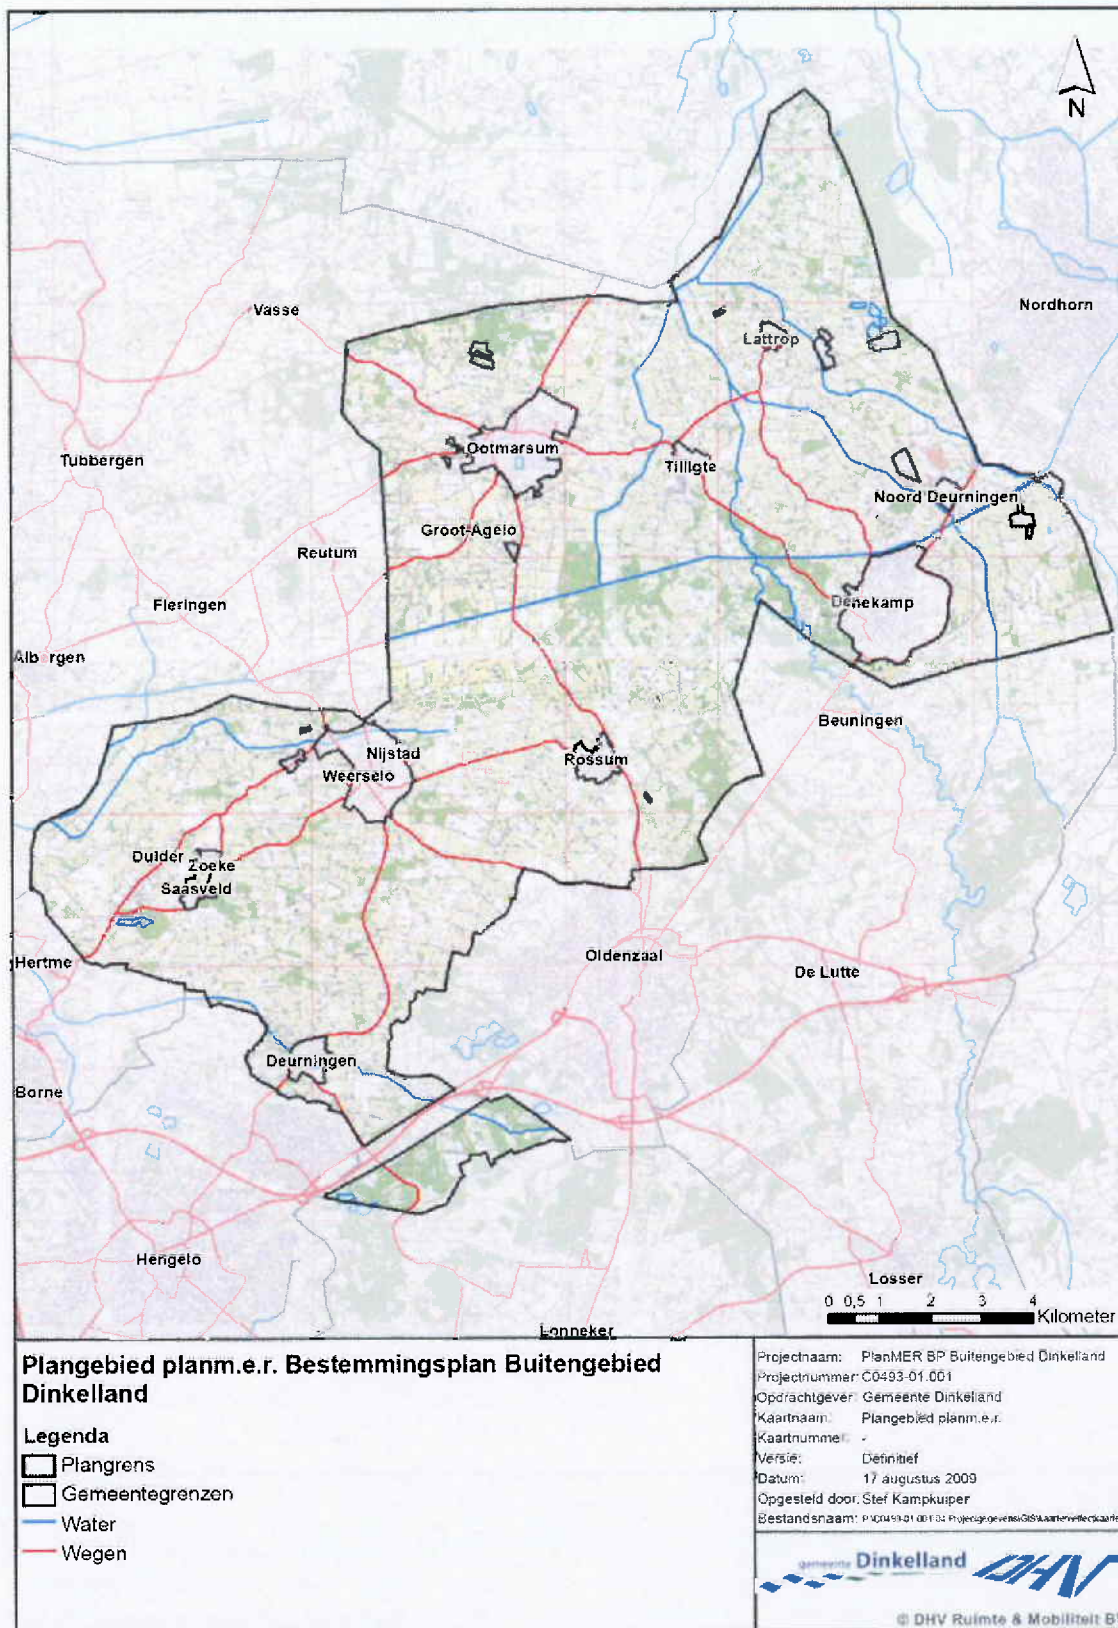 N
Nordhorn
Vasse
Lattrop
Ootmarsum
Tubbergen
Tilligte
Noord Deurningen
Groot-Agelo
Reutum
Fleringen
Denekamp
Albergen
Beuningen
Nijstad
Rossum
Weerselo
Dulder
Zoeke
Saasveld
Oldenzaal
Hertme
De Lutte
Deurningen
Borne
Hengelo
Losser
0 0,5 1 2 3 4
Kilometer
Lonneker
Plangebied planm.e.r. Bestemmingsplan Buitengebied
Dinkelland
Legenda
Plangrens
Gemeentegrenzen
Water
Wegen
Projectnaam: PlanMER BP Buitengebied Dinkelland
Projectnummer: C0493-01.001
Opdrachtgever: Gemeente Dinkelland
Kaartnaam: Plangebied planm.e.r.
Kaartnummer: -
Versie: Definitief
Datum: 17 augustus 2009
Opgesteld door: Stef Kampkuiper
Bestandsnaam:
gemeente Dinkelland
DHV
© DHV Ruimte & Mobiliteit B